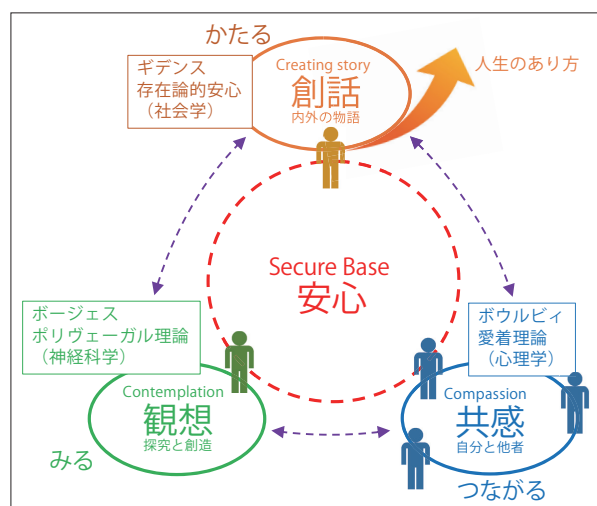 かたる
ギデンス
存在論的安心
（社会学）
Creating story
創話
内外の物語
人生のあり方
Secure Base
安心
ボージェス
ポリヴェーガル理論
（神経科学）
Contemplation
観想
探究と創造
みる
ボウルビィ
愛着理論
（心理学）
Compassion
共感
自分と他者
つながる